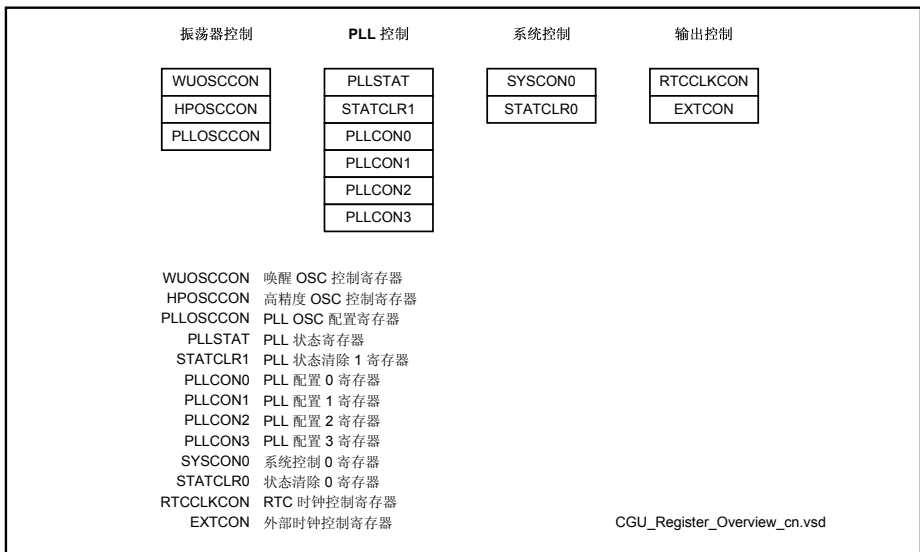 振荡器控制 PLL 控制 系统控制 输出控制
WUOSCCON PLLSTAT SYSCON0 RTCCLKCON
HPOSCCON STATCLR1 STATCLR0 EXTCON
PLLOSCCON PLLCON0
PLLCON1
PLLCON2
PLLCON3
WUOSCCON 唤醒 OSC 控制寄存器
HPOSCCON 高精度 OSC 控制寄存器
PLLOSCCON PLL OSC 配置寄存器
PLLSTAT PLL 状态寄存器
STATCLR1 PLL 状态清除 1 寄存器
PLLCON0 PLL 配置 0 寄存器
PLLCON1 PLL 配置 1 寄存器
PLLCON2 PLL 配置 2 寄存器
PLLCON3 PLL 配置 3 寄存器
SYSCON0 系统控制 0 寄存器
STATCLR0 状态清除 0 寄存器
RTCCLKCON RTC 时钟控制寄存器
EXTCON 外部时钟控制寄存器
CGU_Register_Overview_cn.vsd